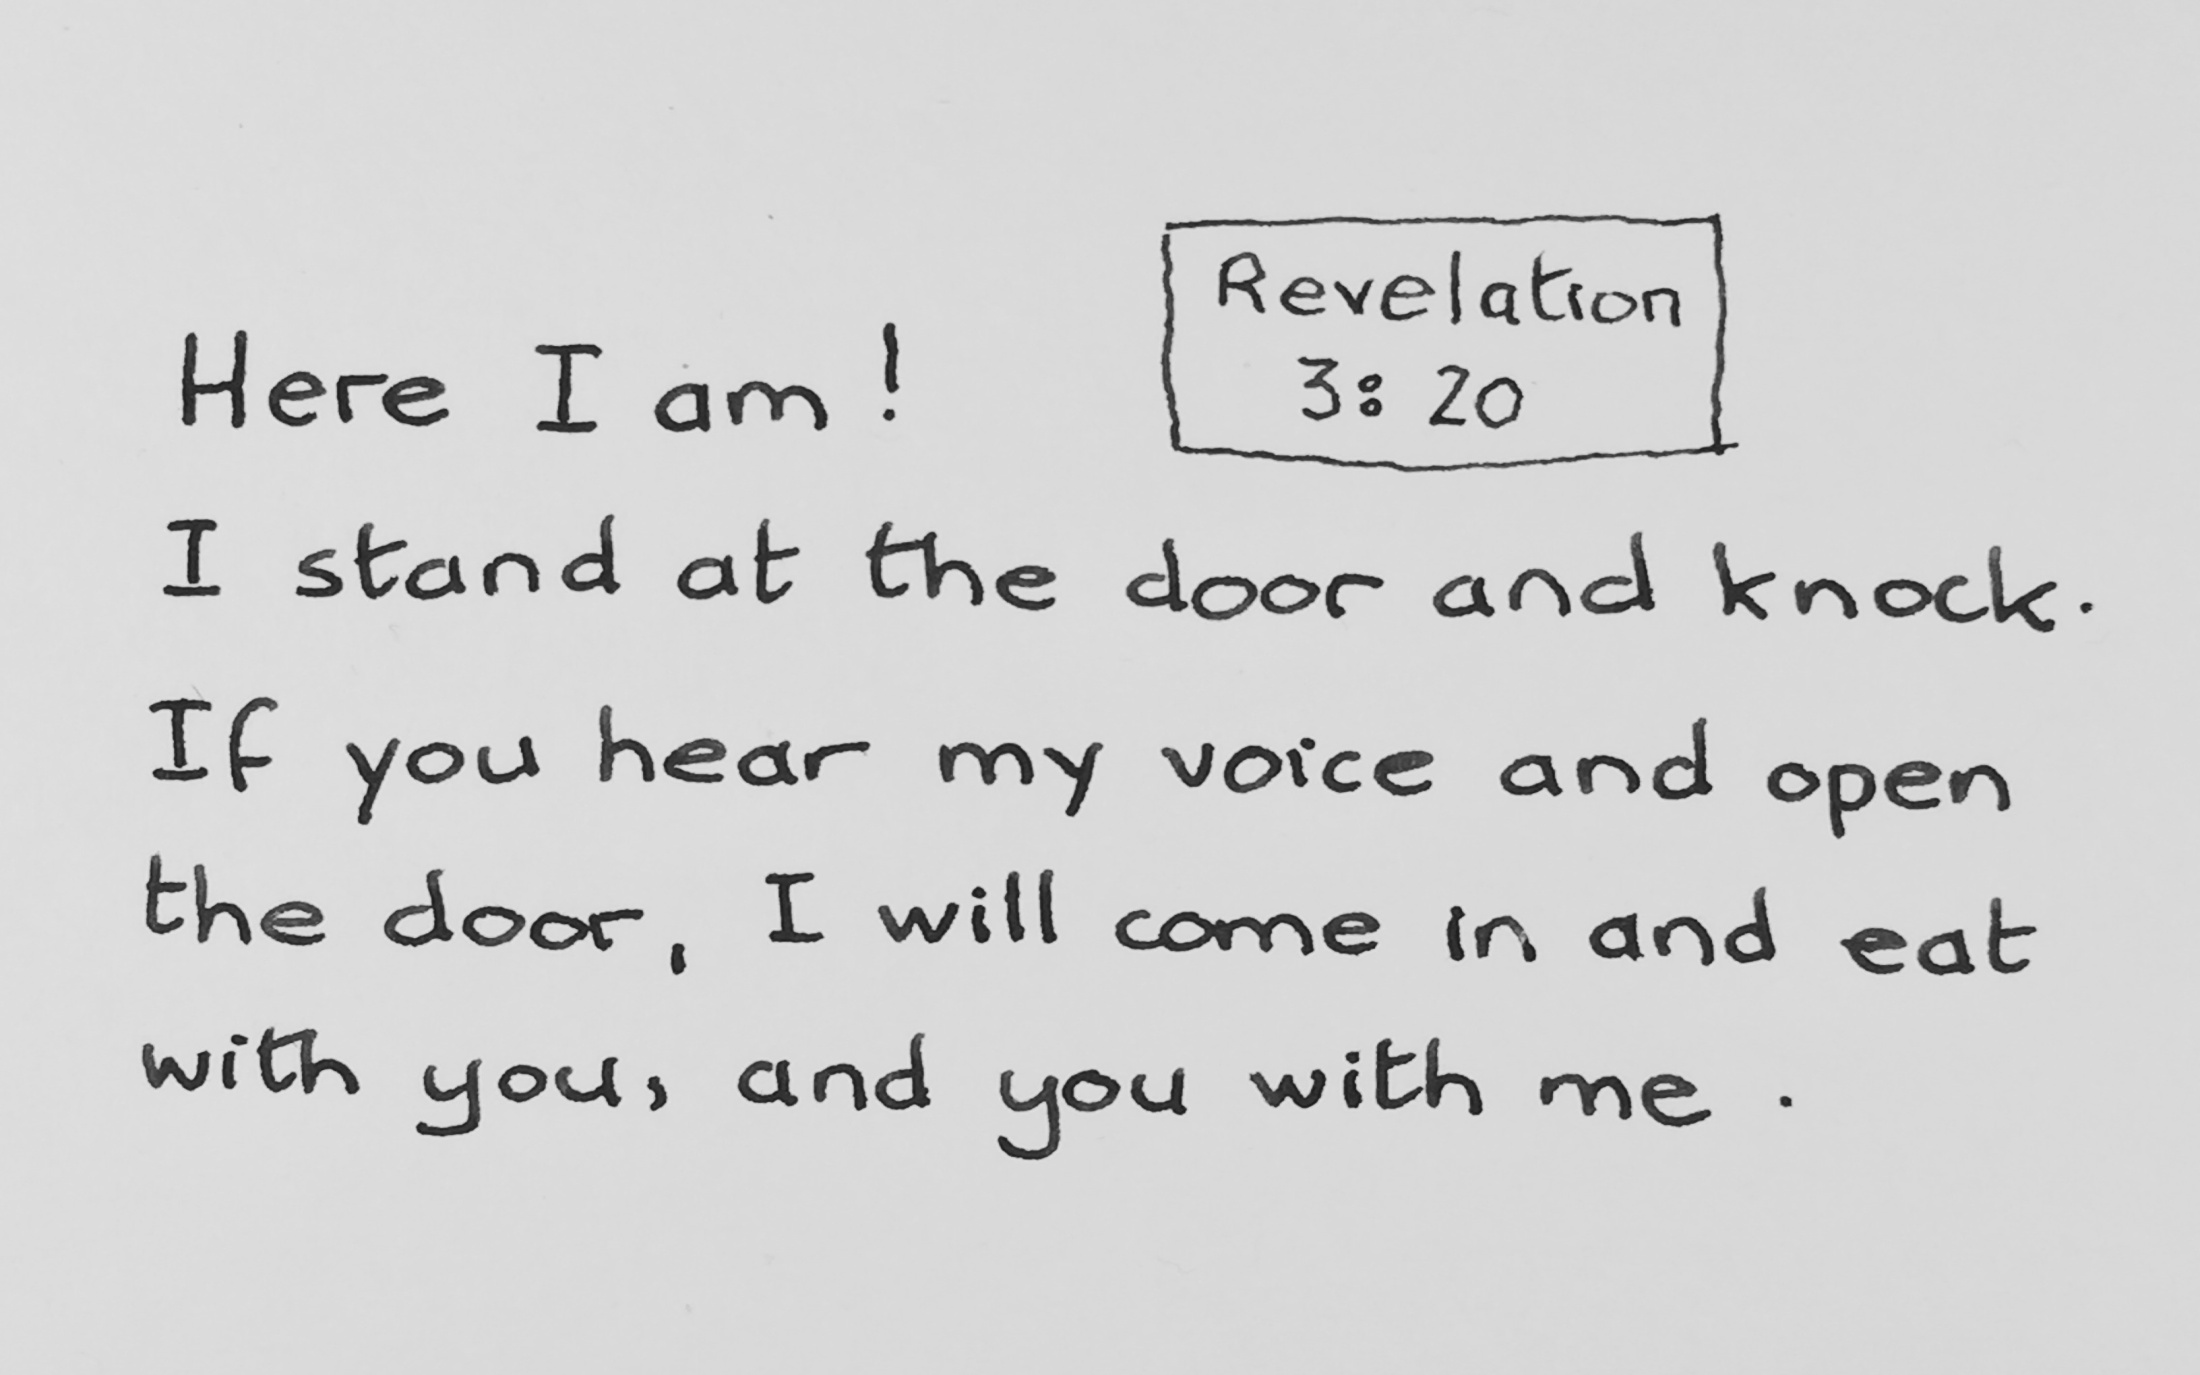 Revelation
3: 20
Here I am!
I stand at the door and knock.
If you hear my voice and open
the door, I will come in and eat
with you, and you with me.